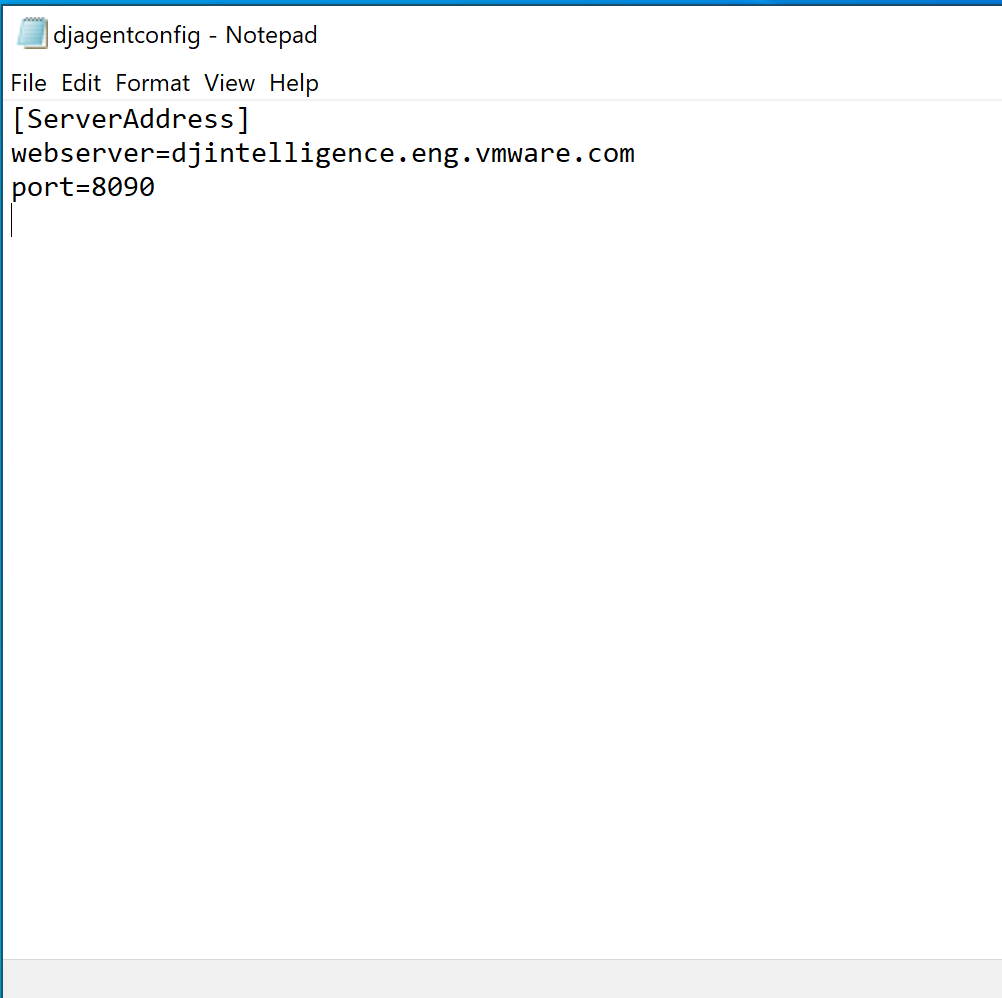 djagentconfig - Notepad
File Edit Format View Help
[ServerAddress]
webserver=djintelligence.eng.vmware.com
port=8090